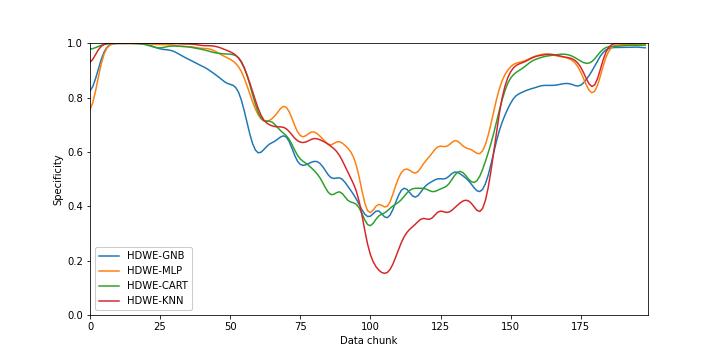 1.0
0.8
0.6
0.4
0.2
0.0
Specificity
HDWE-GNB
HDWE-MLP
HDWE-CART
HDWE-KNN
0 25 50 75 100 125 150 175
Data chunk